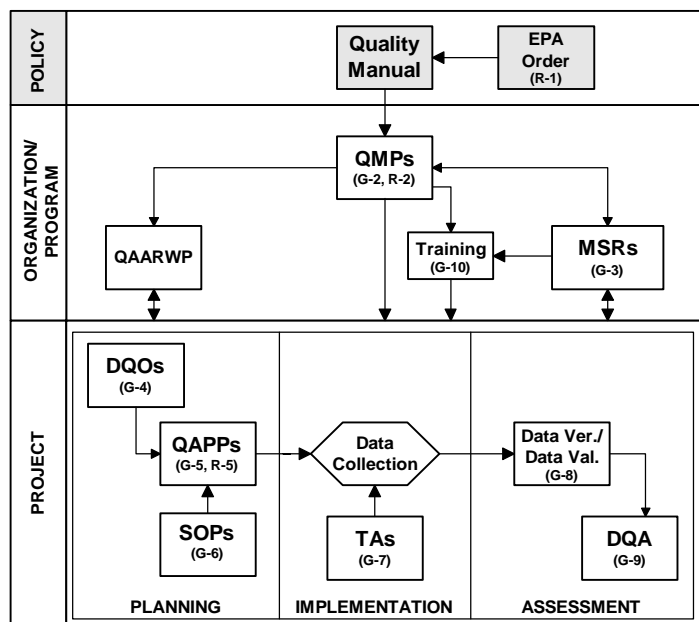 POLICY
Quality
Manual
EPA
Order
(R-1)
ORGANIZATION/
PROGRAM
QMPs
(G-2, R-2)
QAARWP
Training
(G-10)
MSRs
(G-3)
PROJECT
DQOs
(G-4)
QAPPs
(G-5, R-5)
SOPs
(G-6)
PLANNING
Data
Collection
TAs
(G-7)
IMPLEMENTATION
Data Ver./
Data Val.
(G-8)
DQA
(G-9)
ASSESSMENT